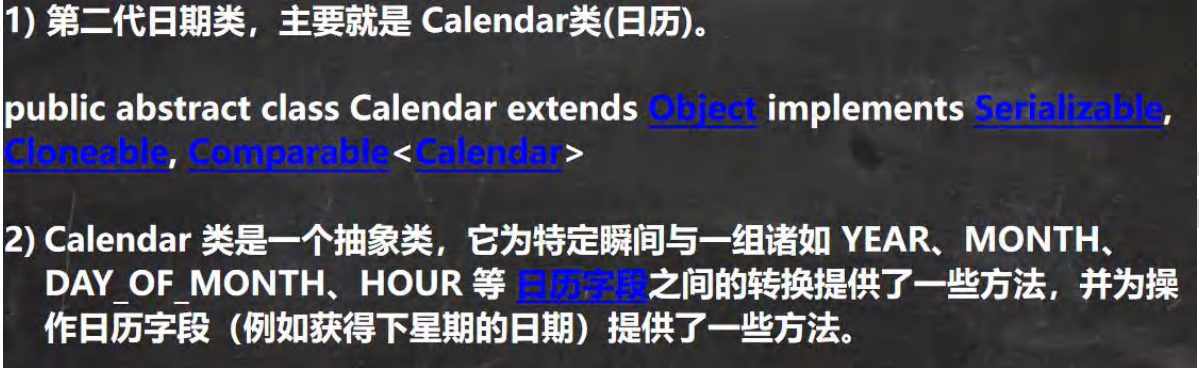 1) 第二代日期类，主要就是 Calendar类(日历)。
public abstract class Calendar extends Object implements Serializable,
Cloneable, Comparable<Calendar>
2) Calendar 类是一个抽象类，它为特定瞬间与一组诸如 YEAR、MONTH、
DAY_OF_MONTH、HOUR 等 日历字段之间的转换提供了一些方法，并为操
作日历字段（例如获得下星期的日期）提供了一些方法。